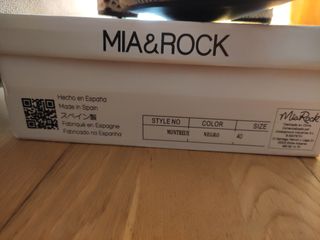 MIA&ROCK
Hecho en España
Made in Spain
スペイン製
Fabriqué en Espagne
Fabricado na Espanha
STYLE NO COLOR SIZE
MONTREUX NEGRO 40
MiaRock